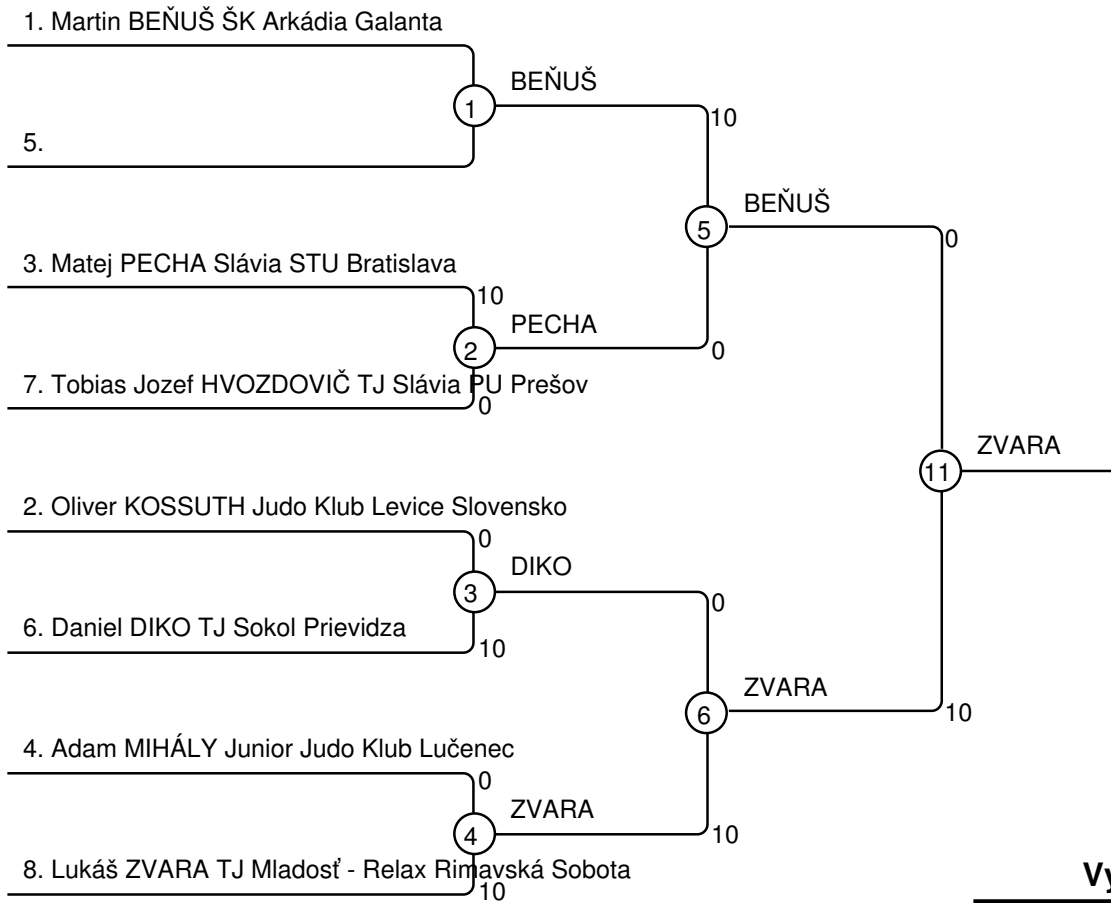 1. Martin BEŇUŠ ŠK Arkádia Galanta
BEŇUŠ
1
10
5.
BEŇUŠ
5
0
3. Matej PECHA Slávia STU Bratislava
10
PECHA
2
0
7. Tobias Jozef HVOZDOVIČ TJ Slávia PU Prešov
0
ZVARA
11
2. Oliver KOSSUTH Judo Klub Levice Slovensko
0
DIKO
3
0
6. Daniel DIKO TJ Sokol Prievidza
10
ZVARA
6
10
4. Adam MIHÁLY Junior Judo Klub Lučenec
0
ZVARA
4
10
8. Lukáš ZVARA TJ Mladosť - Relax Rimavská Sobota
10